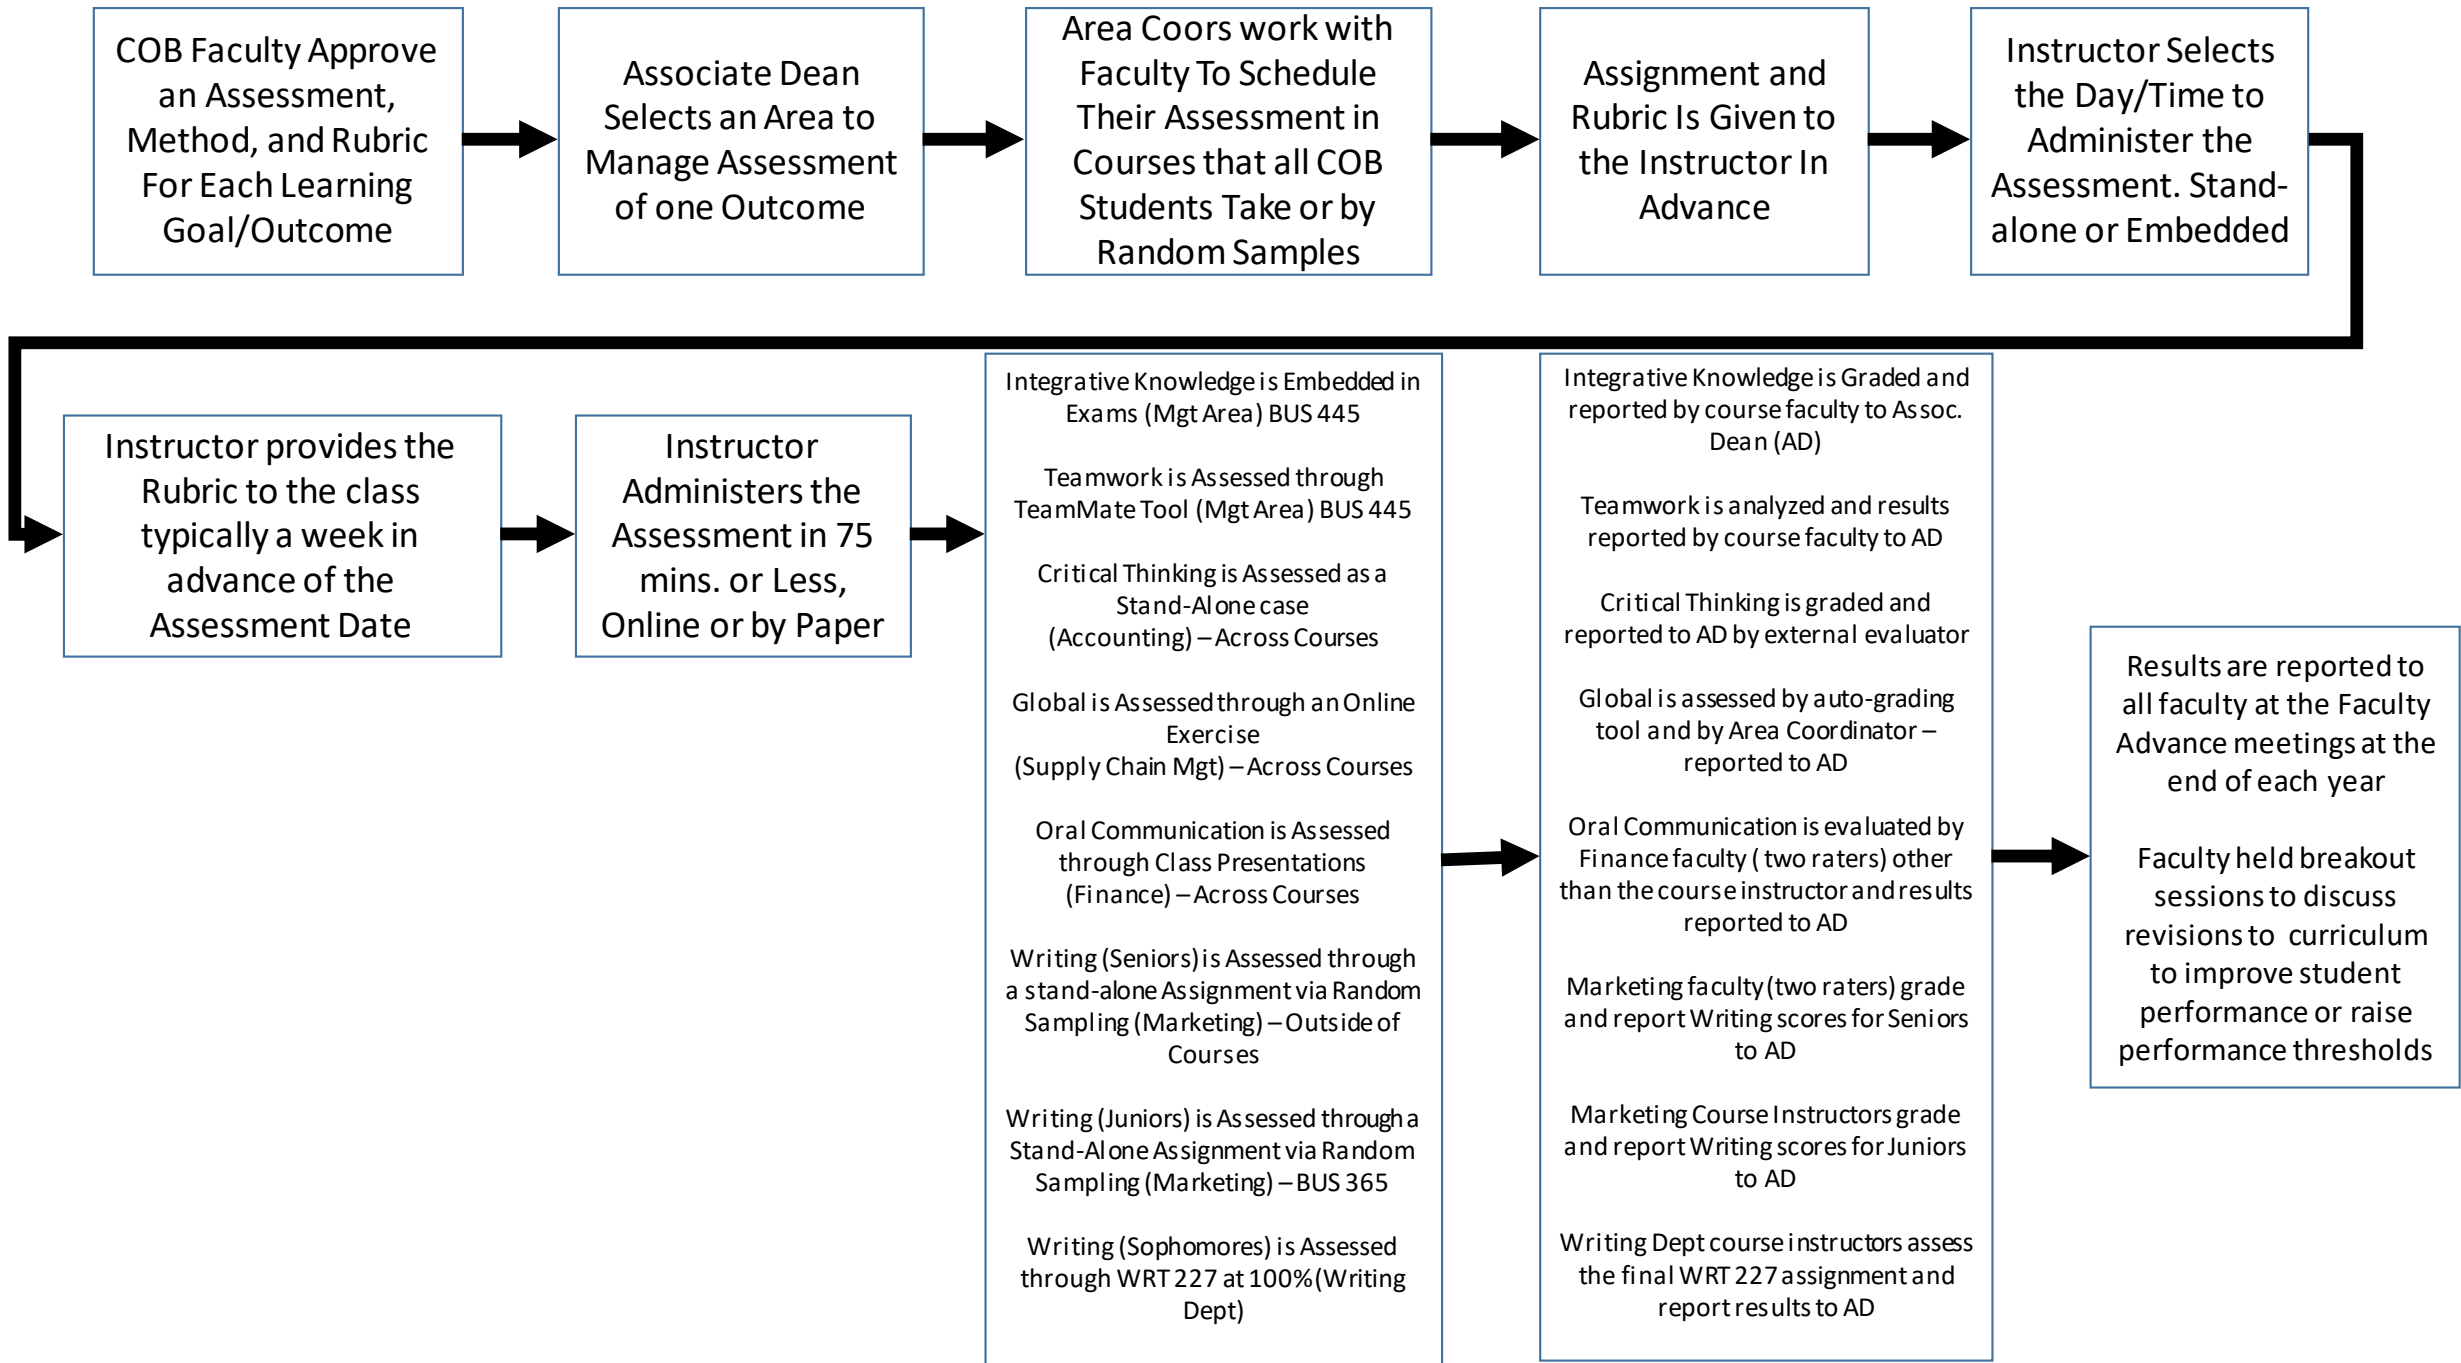 COB Faculty Approve
an Assessment,
Method, and Rubric
For Each Learning
Goal/Outcome
Associate Dean
Selects an Area to
Manage Assessment
of one Outcome
Area Coors work with
Faculty To Schedule
Their Assessment in
Courses that all COB
Students Take or by
Random Samples
Assignment and
Rubric Is Given to
the Instructor In
Advance
Instructor Selects
the Day/Time to
Administer the
Assessment. Stand-
alone or Embedded
Instructor provides the
Rubric to the class
typically a week in
advance of the
Assessment Date
Instructor
Administers the
Assessment in 75
mins. or Less,
Online or by Paper
Integrative Knowledge is Embedded in
Exams (Mgt Area) BUS 445
Teamwork is Assessed through
TeamMate Tool (Mgt Area) BUS 445
Critical Thinking is Assessed as a
Stand-Alone case
(Accounting) – Across Courses
Global is Assessed through an Online
Exercise
(Supply Chain Mgt) – Across Courses
Oral Communication is Assessed
through Class Presentations
(Finance) – Across Courses
Writing (Seniors) is Assessed through
a stand-alone Assignment via Random
Sampling (Marketing) – Outside of
Courses
Writing (Juniors) is Assessed through a
Stand-Alone Assignment via Random
Sampling (Marketing) – BUS 365
Writing (Sophomores) is Assessed
through WRT 227 at 100% (Writing
Dept)
Integrative Knowledge is Graded and
reported by course faculty to Assoc.
Dean (AD)
Teamwork is analyzed and results
reported by course faculty to AD
Critical Thinking is graded and
reported to AD by external evaluator
Global is assessed by auto-grading
tool and by Area Coordinator –
reported to AD
Oral Communication is evaluated by
Finance faculty ( two raters) other
than the course instructor and results
reported to AD
Marketing faculty (two raters) grade
and report Writing scores for Seniors
to AD
Marketing Course Instructors grade
and report Writing scores for Juniors
to AD
Writing Dept course instructors assess
the final WRT 227 assignment and
report results to AD
Results are reported to
all faculty at the Faculty
Advance meetings at the
end of each year
Faculty held breakout
sessions to discuss
revisions to curriculum
to improve student
performance or raise
performance thresholds